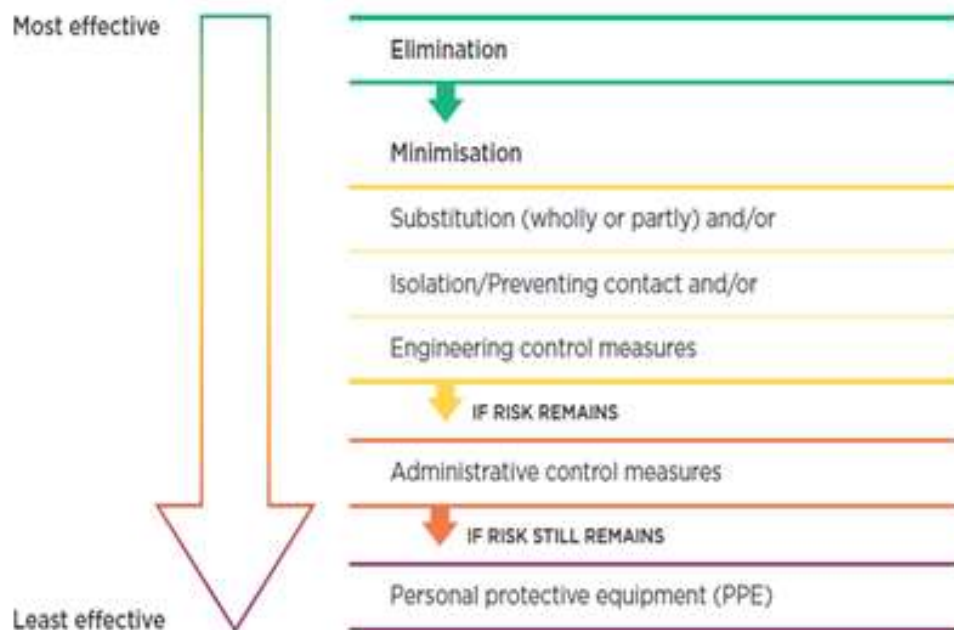 Most effective
Elimination
Minimisation
Substitution (wholly or partly) and/or
Isolation/Preventing contact and/or
Engineering control measures
IF RISK REMAINS
Administrative control measures
IF RISK STILL REMAINS
Personal protective equipment (PPE)
Least effective